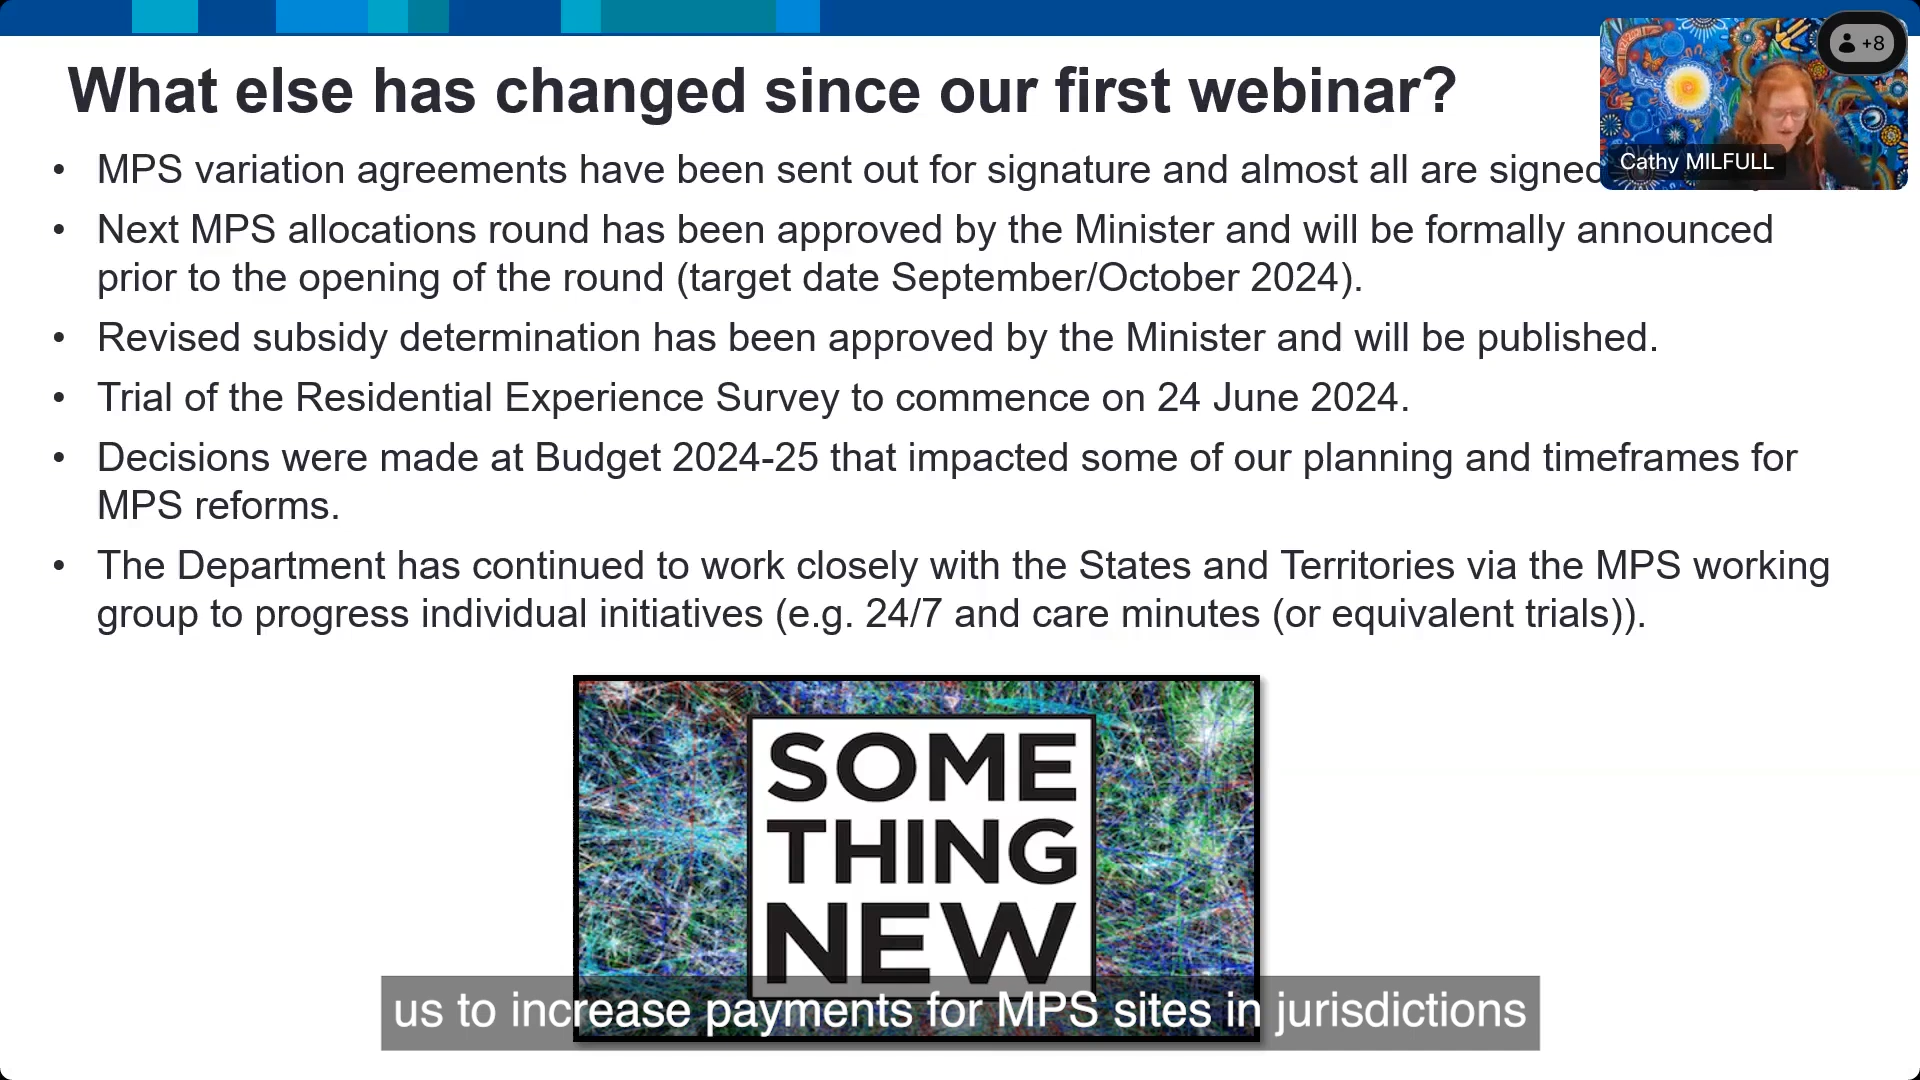 What else has changed since our first webinar?
+8
Cathy MILFULL
• MPS variation agreements have been sent out for signature and almost all are signed
• Next MPS allocations round has been approved by the Minister and will be formally announced
prior to the opening of the round (target date September/October 2024).
• Revised subsidy determination has been approved by the Minister and will be published.
• Trial of the Residential Experience Survey to commence on 24 June 2024.
• Decisions were made at Budget 2024-25 that impacted some of our planning and timeframes for
MPS reforms.
• The Department has continued to work closely with the States and Territories via the MPS working
group to progress individual initiatives (e.g. 24/7 and care minutes (or equivalent trials)).
SOME
THING
NEW
us to increase payments for MPS sites in jurisdictions